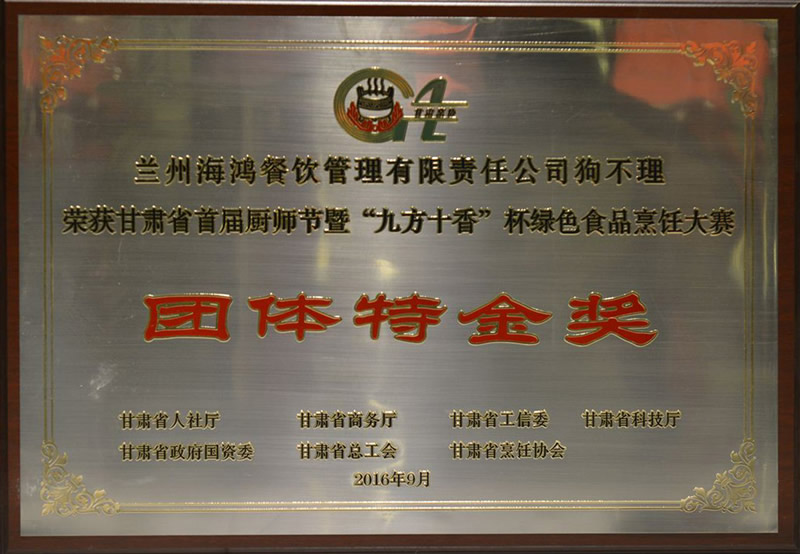 甘肃烹协
兰州海鸿餐饮管理有限责任公司狗不理
荣获甘肃省首届厨师节暨“九方十香”杯绿色食品烹饪大赛
团体特金奖
甘肃省人社厅 甘肃省商务厅 甘肃省工信委 甘肃省科技厅
甘肃省政府国资委 甘肃省总工会 甘肃省烹饪协会
2016年9月